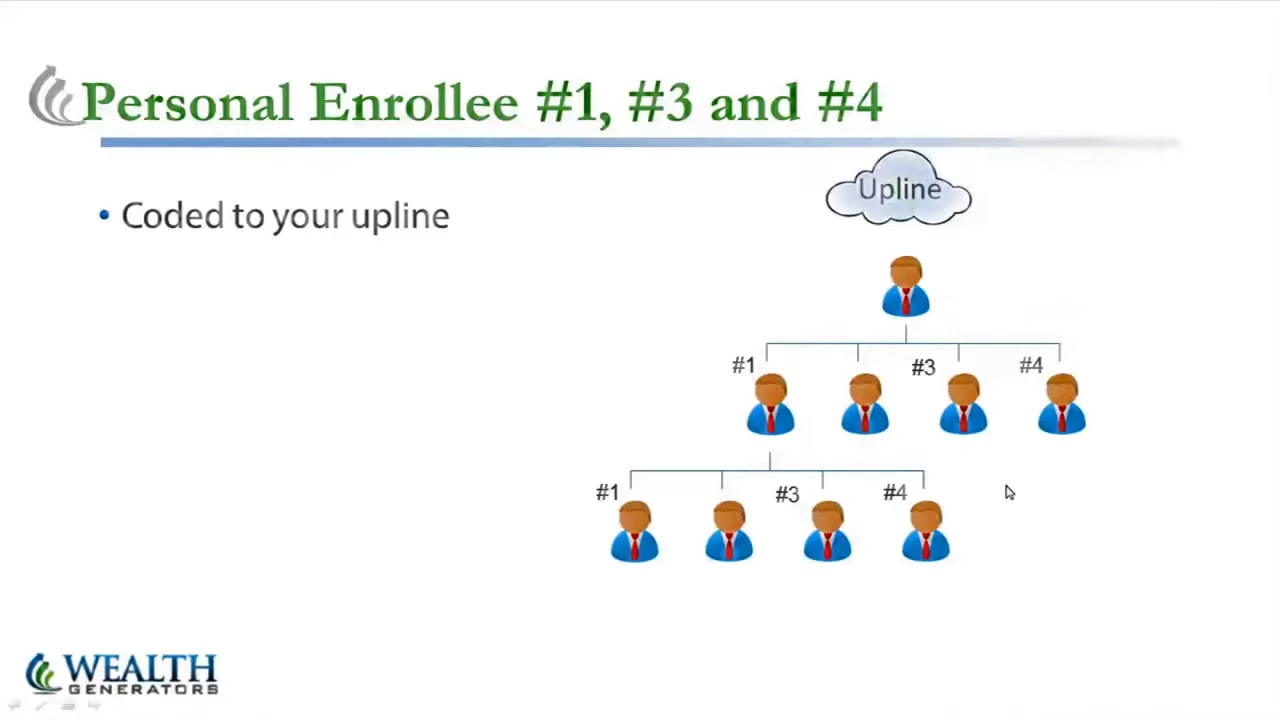 Personal Enrollee #1, #3 and #4
• Coded to your upline
Upline
#1 #3 #4
#1 #3 #4
WEALTH
GENERATORS